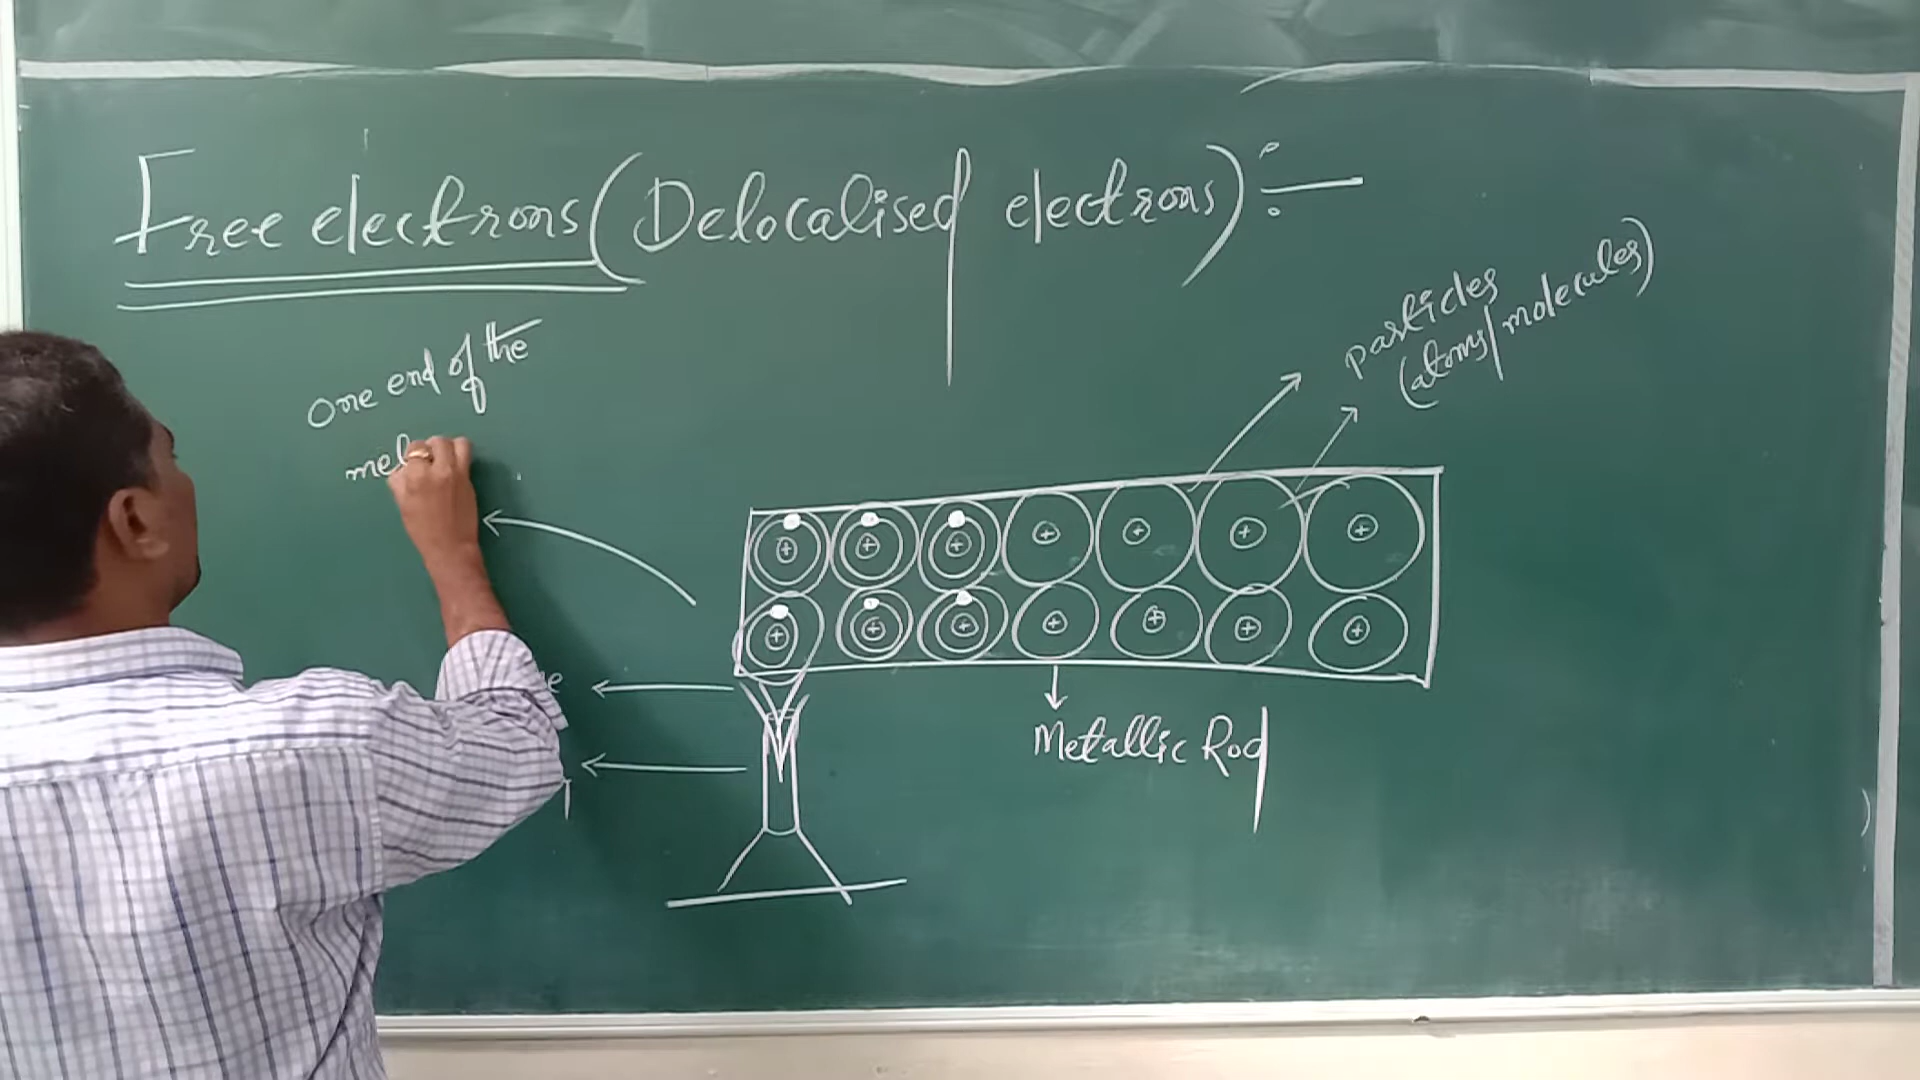 Free electrons (Delocalised electrons) :-
particles
(atoms/molecules)
one end of the
Metallic Rod